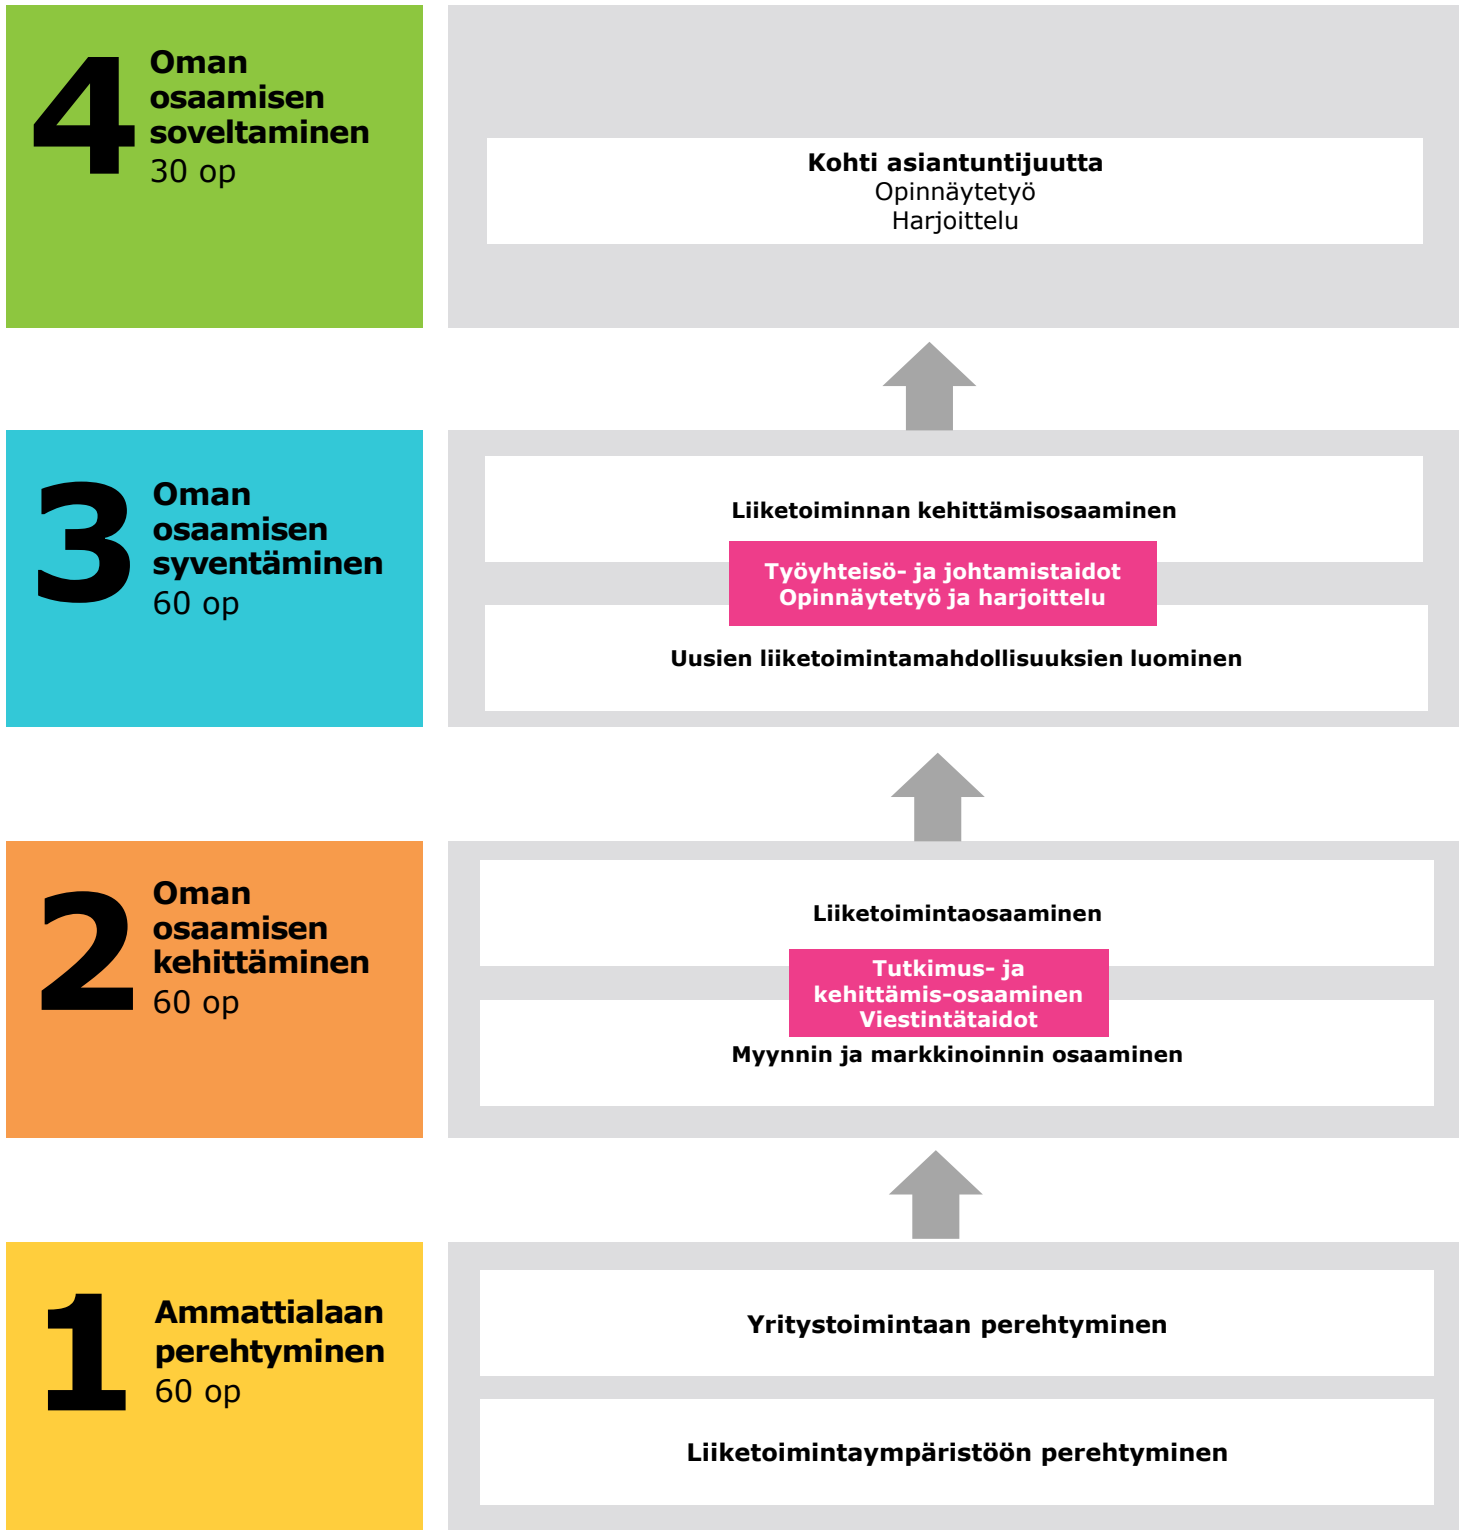 4
Oman
osaamisen
soveltaminen
30 op
Kohti asiantuntijuutta
Opinnäytetyö
Harjoittelu
3
Oman
osaamisen
syventäminen
60 op
Liiketoiminnan kehittämisosaaminen
Työyhteisö- ja johtamistaidot
Opinnäytetyö ja harjoittelu
Uusien liiketoimintamahdollisuuksien luominen
2
Oman
osaamisen
kehittäminen
60 op
Liiketoimintaosaaminen
Tutkimus- ja
kehittämis-osaaminen
Viestintätaidot
Myynnin ja markkinoinnin osaaminen
1
Ammattialaan
perehtyminen
60 op
Yritystoimintaan perehtyminen
Liiketoimintaympäristöön perehtyminen